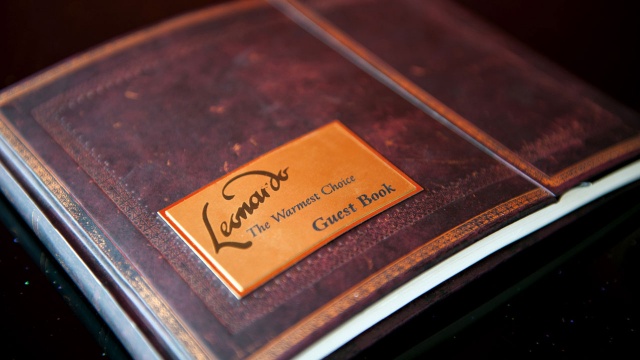 Leonardo
The Warmest Choice
Guest Book